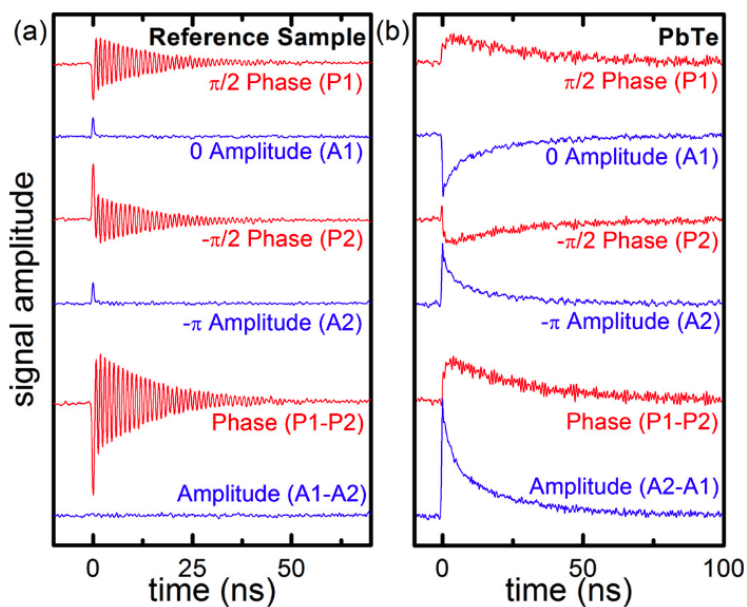 (a)
Reference Sample
π/2 Phase (P1)
0 Amplitude (A1)
-π/2 Phase (P2)
-π Amplitude (A2)
Phase (P1-P2)
Amplitude (A1-A2)
signal amplitude
0
50
time (ns)
(b)
PbTe
π/2 Phase (P1)
0 Amplitude (A1)
-π/2 Phase (P2)
-π Amplitude (A2)
Phase (P1-P2)
Amplitude (A2-A1)
0
50
100
time (ns)